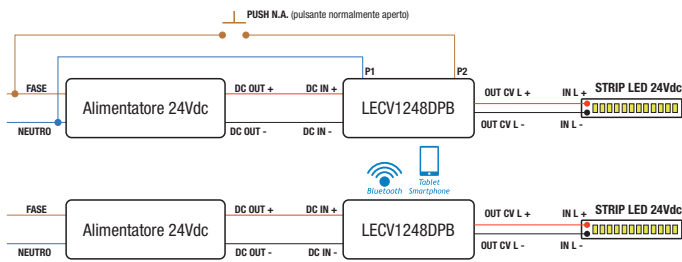 PUSH N.A. (pulsante normalmente aperto)
P1
P2
FASE
NEUTRO
Alimentatore 24Vdc
DC OUT +
DC IN +
DC OUT -
DC IN -
LECV1248DPB
OUT CV L +
IN L +
OUT CV L -
IN L -
STRIP LED 24Vdc
Bluetooth
Tablet
Smartphone
FASE
NEUTRO
Alimentatore 24Vdc
DC OUT +
DC IN +
DC OUT -
DC IN -
LECV1248DPB
OUT CV L +
IN L +
OUT CV L -
IN L -
STRIP LED 24Vdc